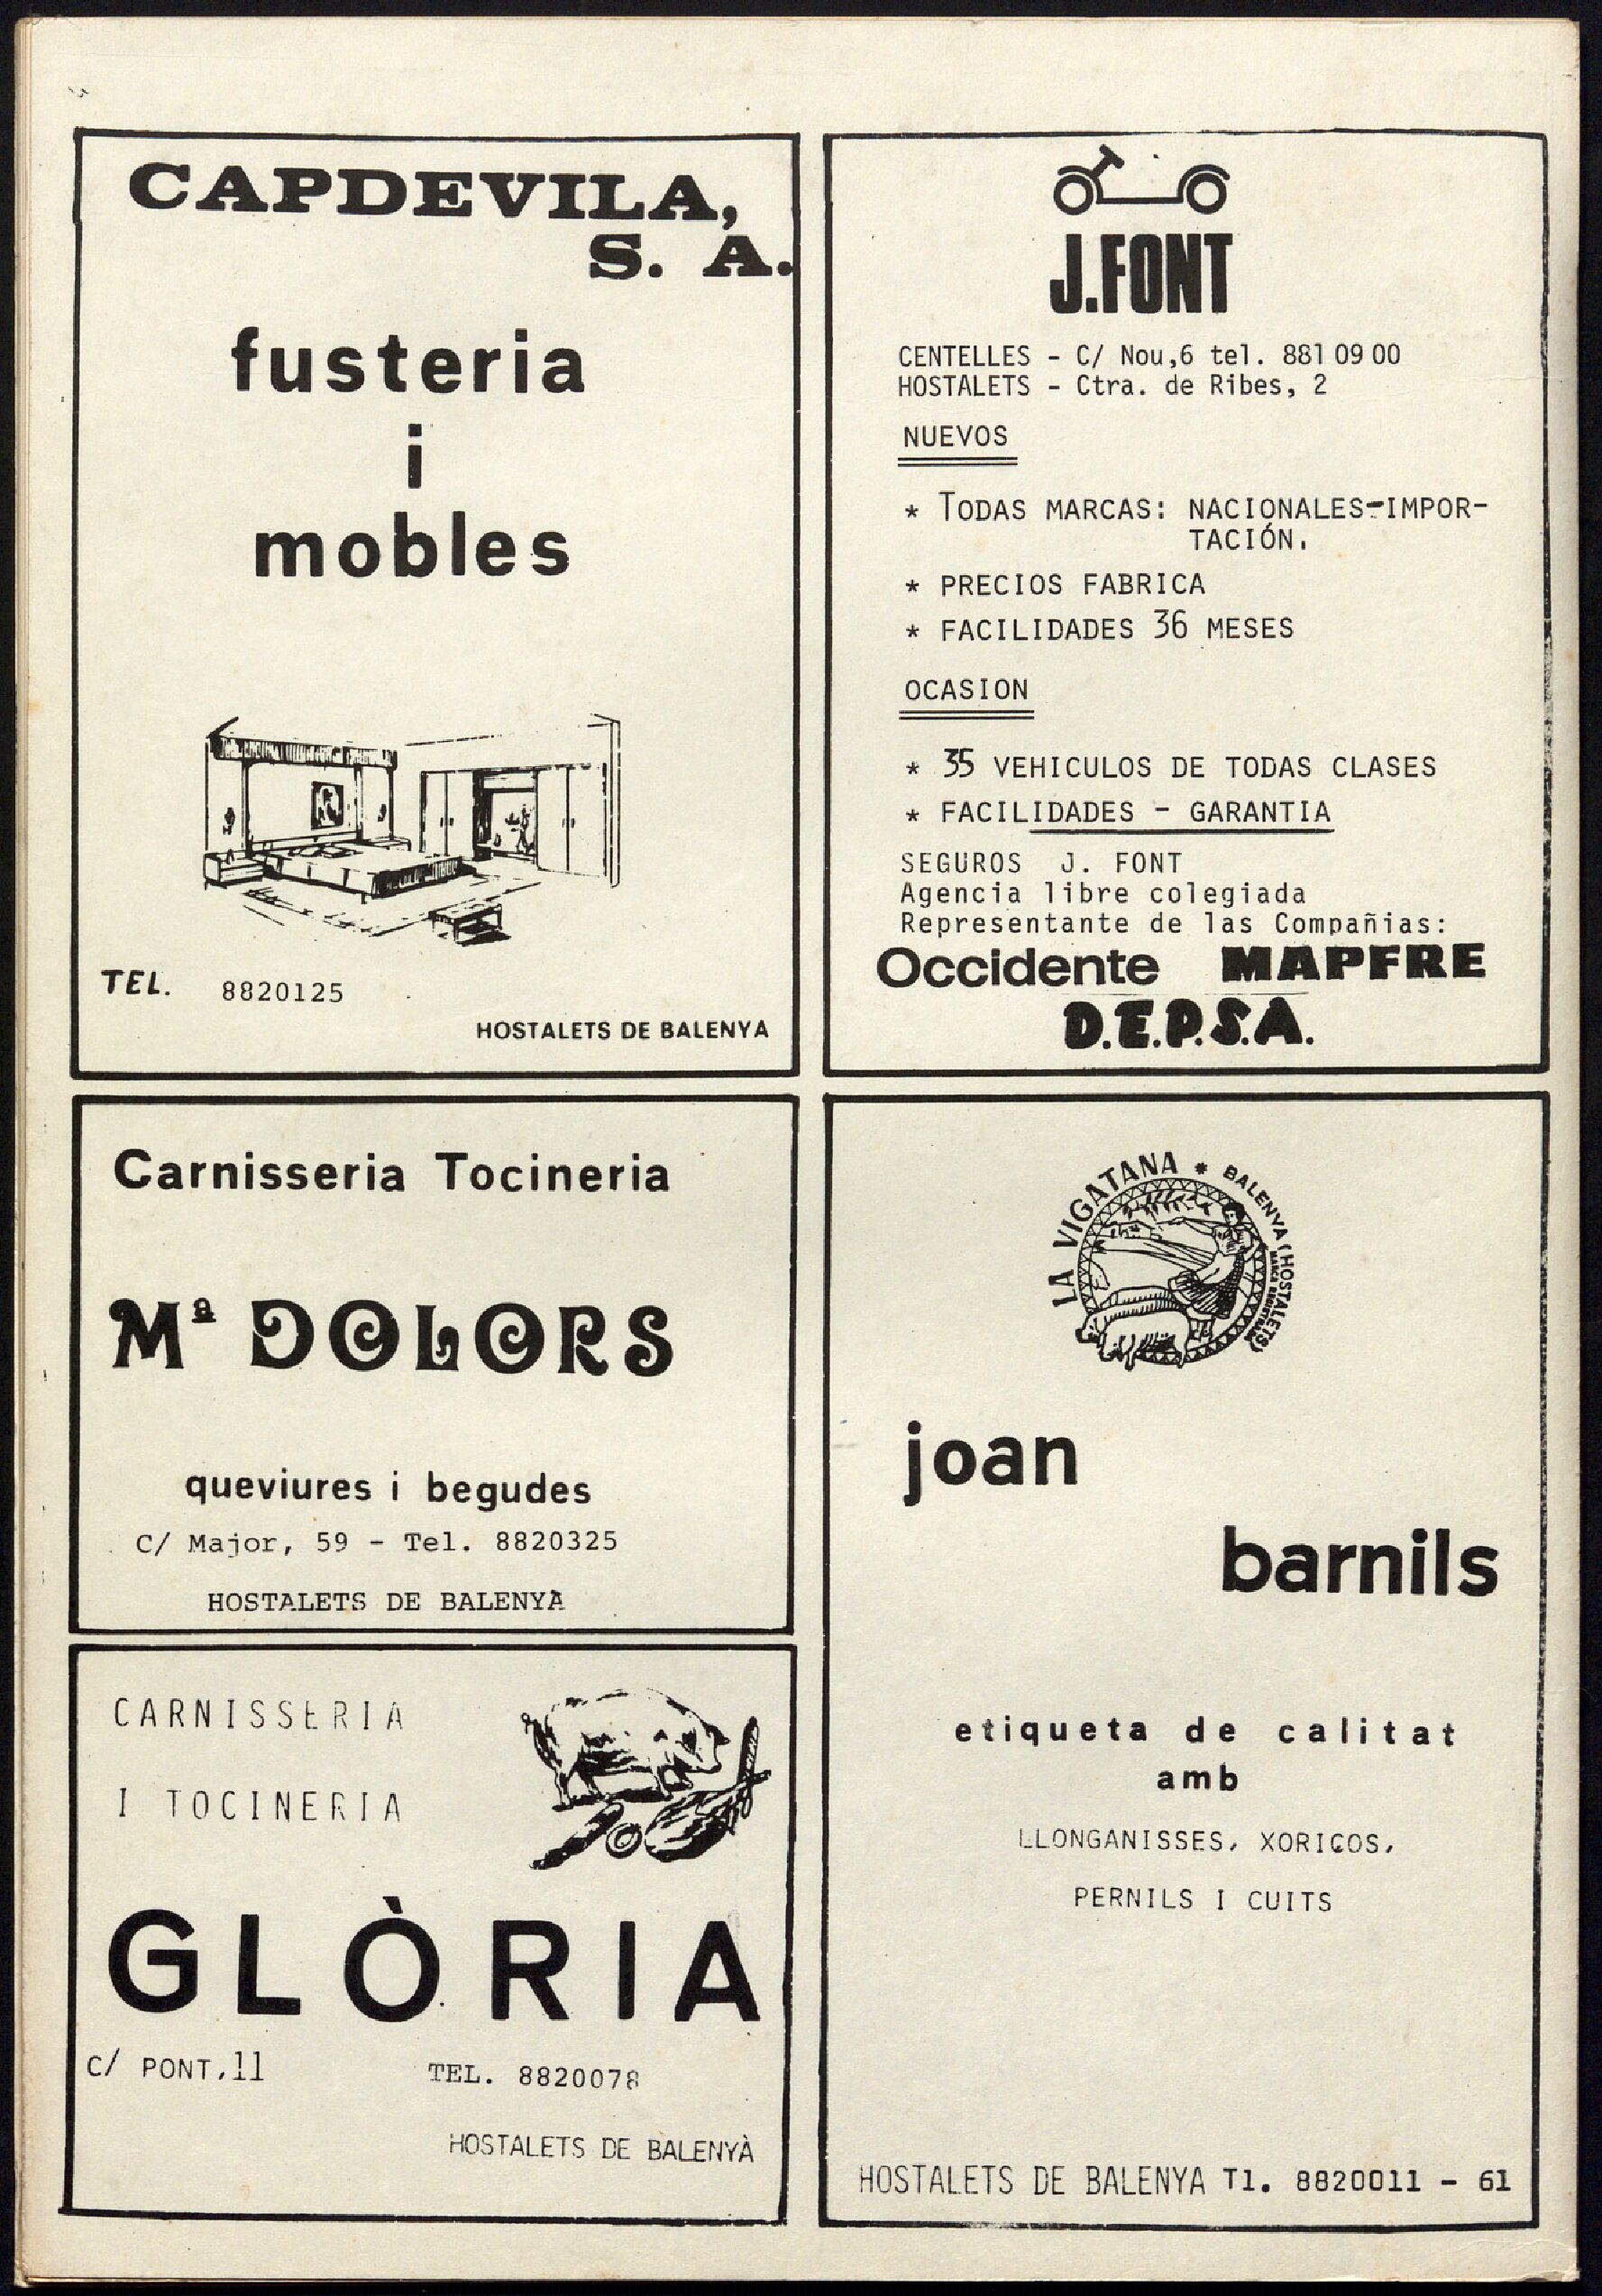 CAPDEVILA,
S. A.
fusteria
i
mobles
TEL. 8820125
HOSTALETS DE BALENYA
J.FONT
CENTELLES - C/ Nou,6 tel. 881 09 00
HOSTALETS - Ctra. de Ribes, 2
NUEVOS
* TODAS MARCAS: NACIONALES-IMPOR-
TACIÓN.
* PRECIOS FABRICA
* FACILIDADES 36 MESES
OCASION
* 35 VEHICULOS DE TODAS CLASES
* FACILIDADES - GARANTIA
SEGUROS J. FONT
Agencia libre colegiada
Representante de las Compañias:
Occidente MAPFRE
D.E.P.S.A.
Carnisseria Tocineria
Mª DOLORS
queviures i begudes
C/ Major, 59 - Tel. 8820325
HOSTALETS DE BALENYÀ
CARNISSERIA
I TOCINERIA
GLÒRIA
C/ PONT,11 TEL. 8820078
HOSTALETS DE BALENYÀ
LA VIGATANA * BALENYA (HOSTALETS)
joan
barnils
etiqueta de calitat
amb
LLONGANISSES, XORIÇOS,
PERNILS I CUITS
HOSTALETS DE BALENYA Tl. 8820011 - 61